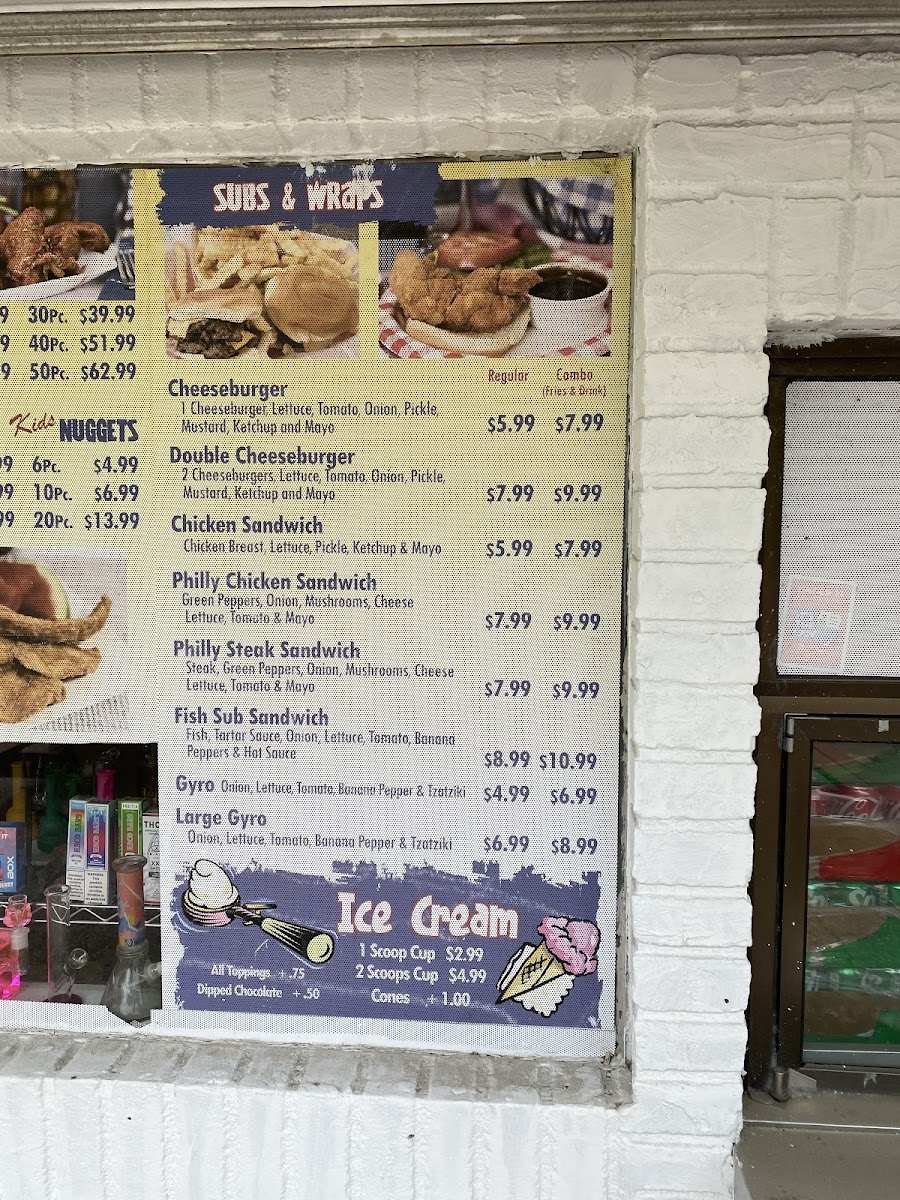 SUBS & WRAPS
9 30Pc. $39.99
9 40Pc. $51.99
9 50Pc. $62.99
Kids NUGGETS
99 6Pc. $4.99
99 10Pc. $6.99
99 20Pc. $13.99
Regular Combo
(Fries & Drink)
Cheeseburger
1 Cheeseburger, Lettuce, Tomato, Onion, Pickle,
Mustard, Ketchup and Mayo $5.99 $7.99
Double Cheeseburger
2 Cheeseburgers, Lettuce, Tomato, Onion, Pickle,
Mustard, Ketchup and Mayo $7.99 $9.99
Chicken Sandwich
Chicken Breast, Lettuce, Pickle, Ketchup & Mayo $5.99 $7.99
Philly Chicken Sandwich
Green Peppers, Onion, Mushrooms, Cheese
Lettuce, Tomato & Mayo $7.99 $9.99
Philly Steak Sandwich
Steak, Green Peppers, Onion, Mushrooms, Cheese
Lettuce, Tomato & Mayo $7.99 $9.99
Fish Sub Sandwich
Fish, Tartar Sauce, Onion, Lettuce, Tomato, Banana
Peppers & Hot Sauce $8.99 $10.99
Gyro Onion, Lettuce, Tomato, Banana Pepper & Tzatziki $4.99 $6.99
Large Gyro
Onion, Lettuce, Tomato, Banana Pepper & Tzatziki $6.99 $8.99
Ice Cream
1 Scoop Cup $2.99
2 Scoops Cup $4.99
Cones + 1.00
All Toppings + .75
Dipped Chocolate + .50
BOX
WARNING